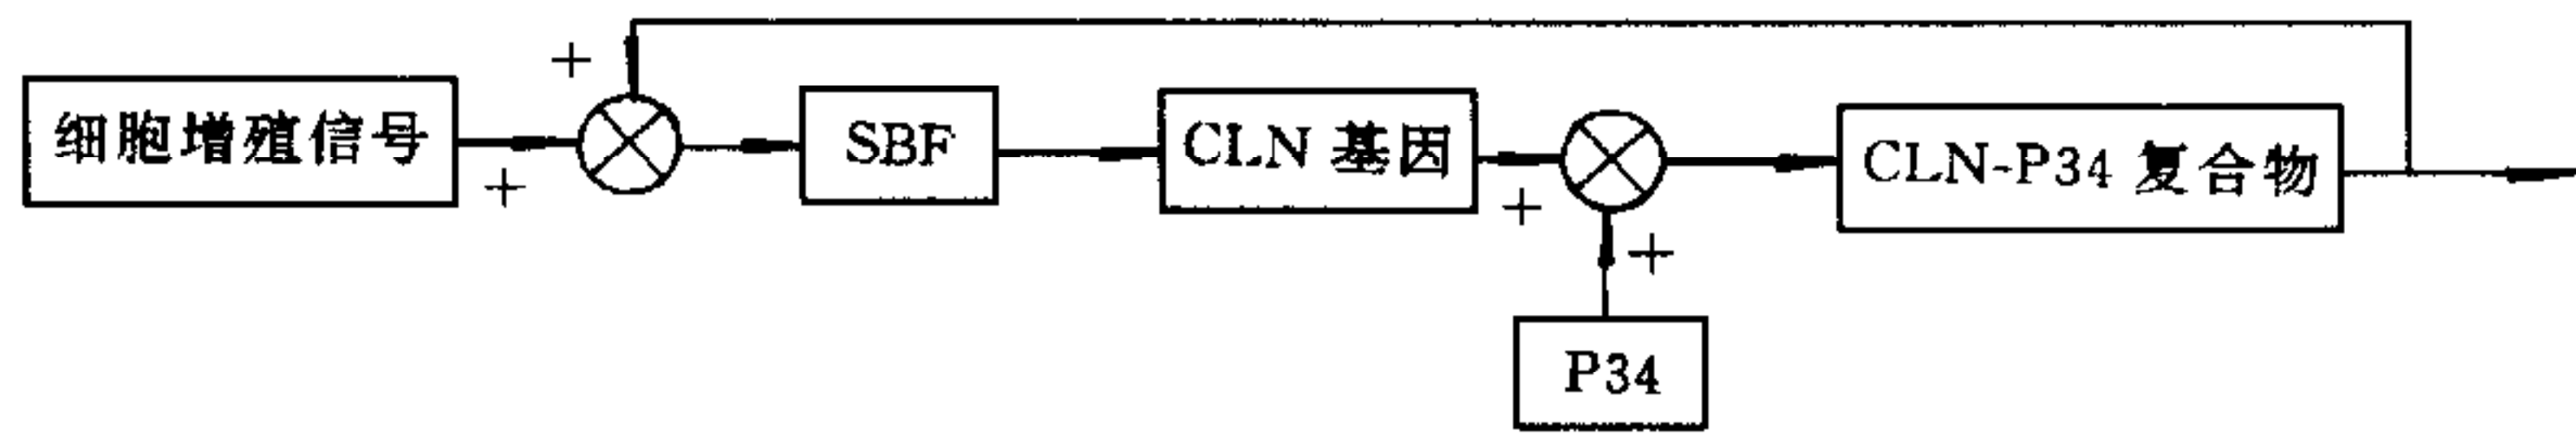 +
细胞增殖信号
+
SBF
CLN 基因
+
CLN-P34 复合物
+
P34